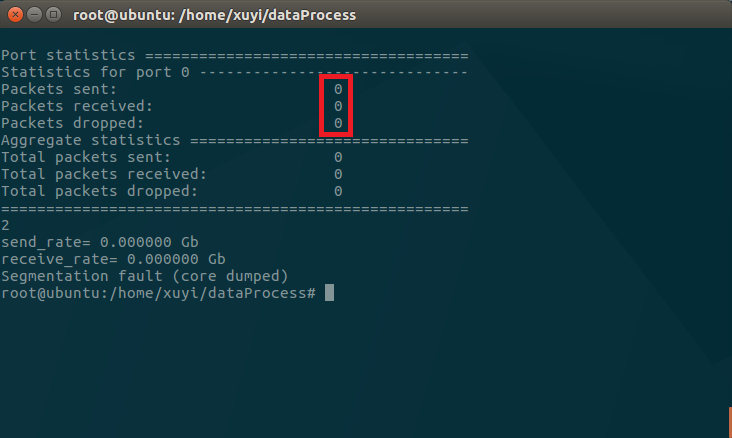 root@ubuntu: /home/xuyi/dataProcess
Port statistics ====================================
Statistics for port 0 ------------------------------
Packets sent:                        0
Packets received:                    0
Packets dropped:                     0
Aggregate statistics ===============================
Total packets sent:                  0
Total packets received:              0
Total packets dropped:               0
====================================================
2
send_rate= 0.000000 Gb
receive_rate= 0.000000 Gb
Segmentation fault (core dumped)
root@ubuntu:/home/xuyi/dataProcess#